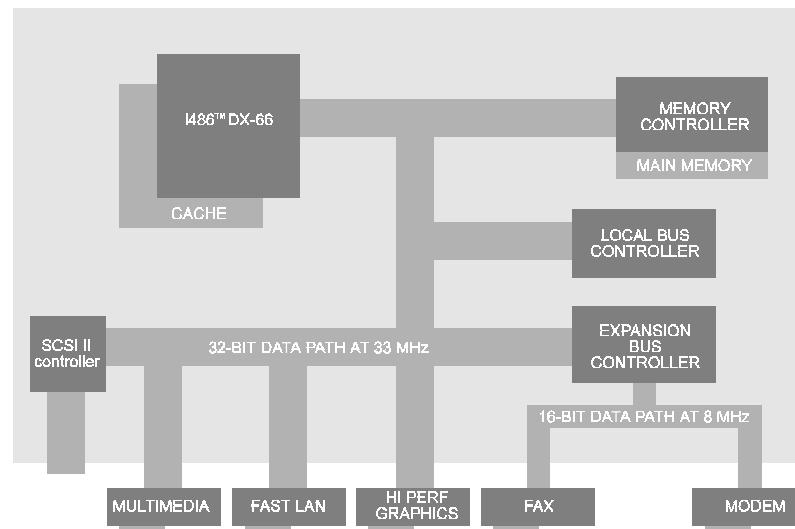 I486™ DX-66
MEMORY
CONTROLLER
MAIN MEMORY
CACHE
LOCAL BUS
CONTROLLER
SCSI II
controller
32-BIT DATA PATH AT 33 MHz
EXPANSION
BUS
CONTROLLER
16-BIT DATA PATH AT 8 MHz
MULTIMEDIA
FAST LAN
HI PERF
GRAPHICS
FAX
MODEM